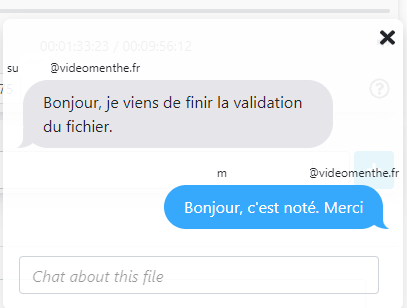 00:01:33:23 / 00:09:56:12
su @videomenthe.fr
75
Bonjour, je viens de finir la validation
du fichier.
m @videomenthe.fr
Bonjour, c'est noté. Merci
Chat about this file